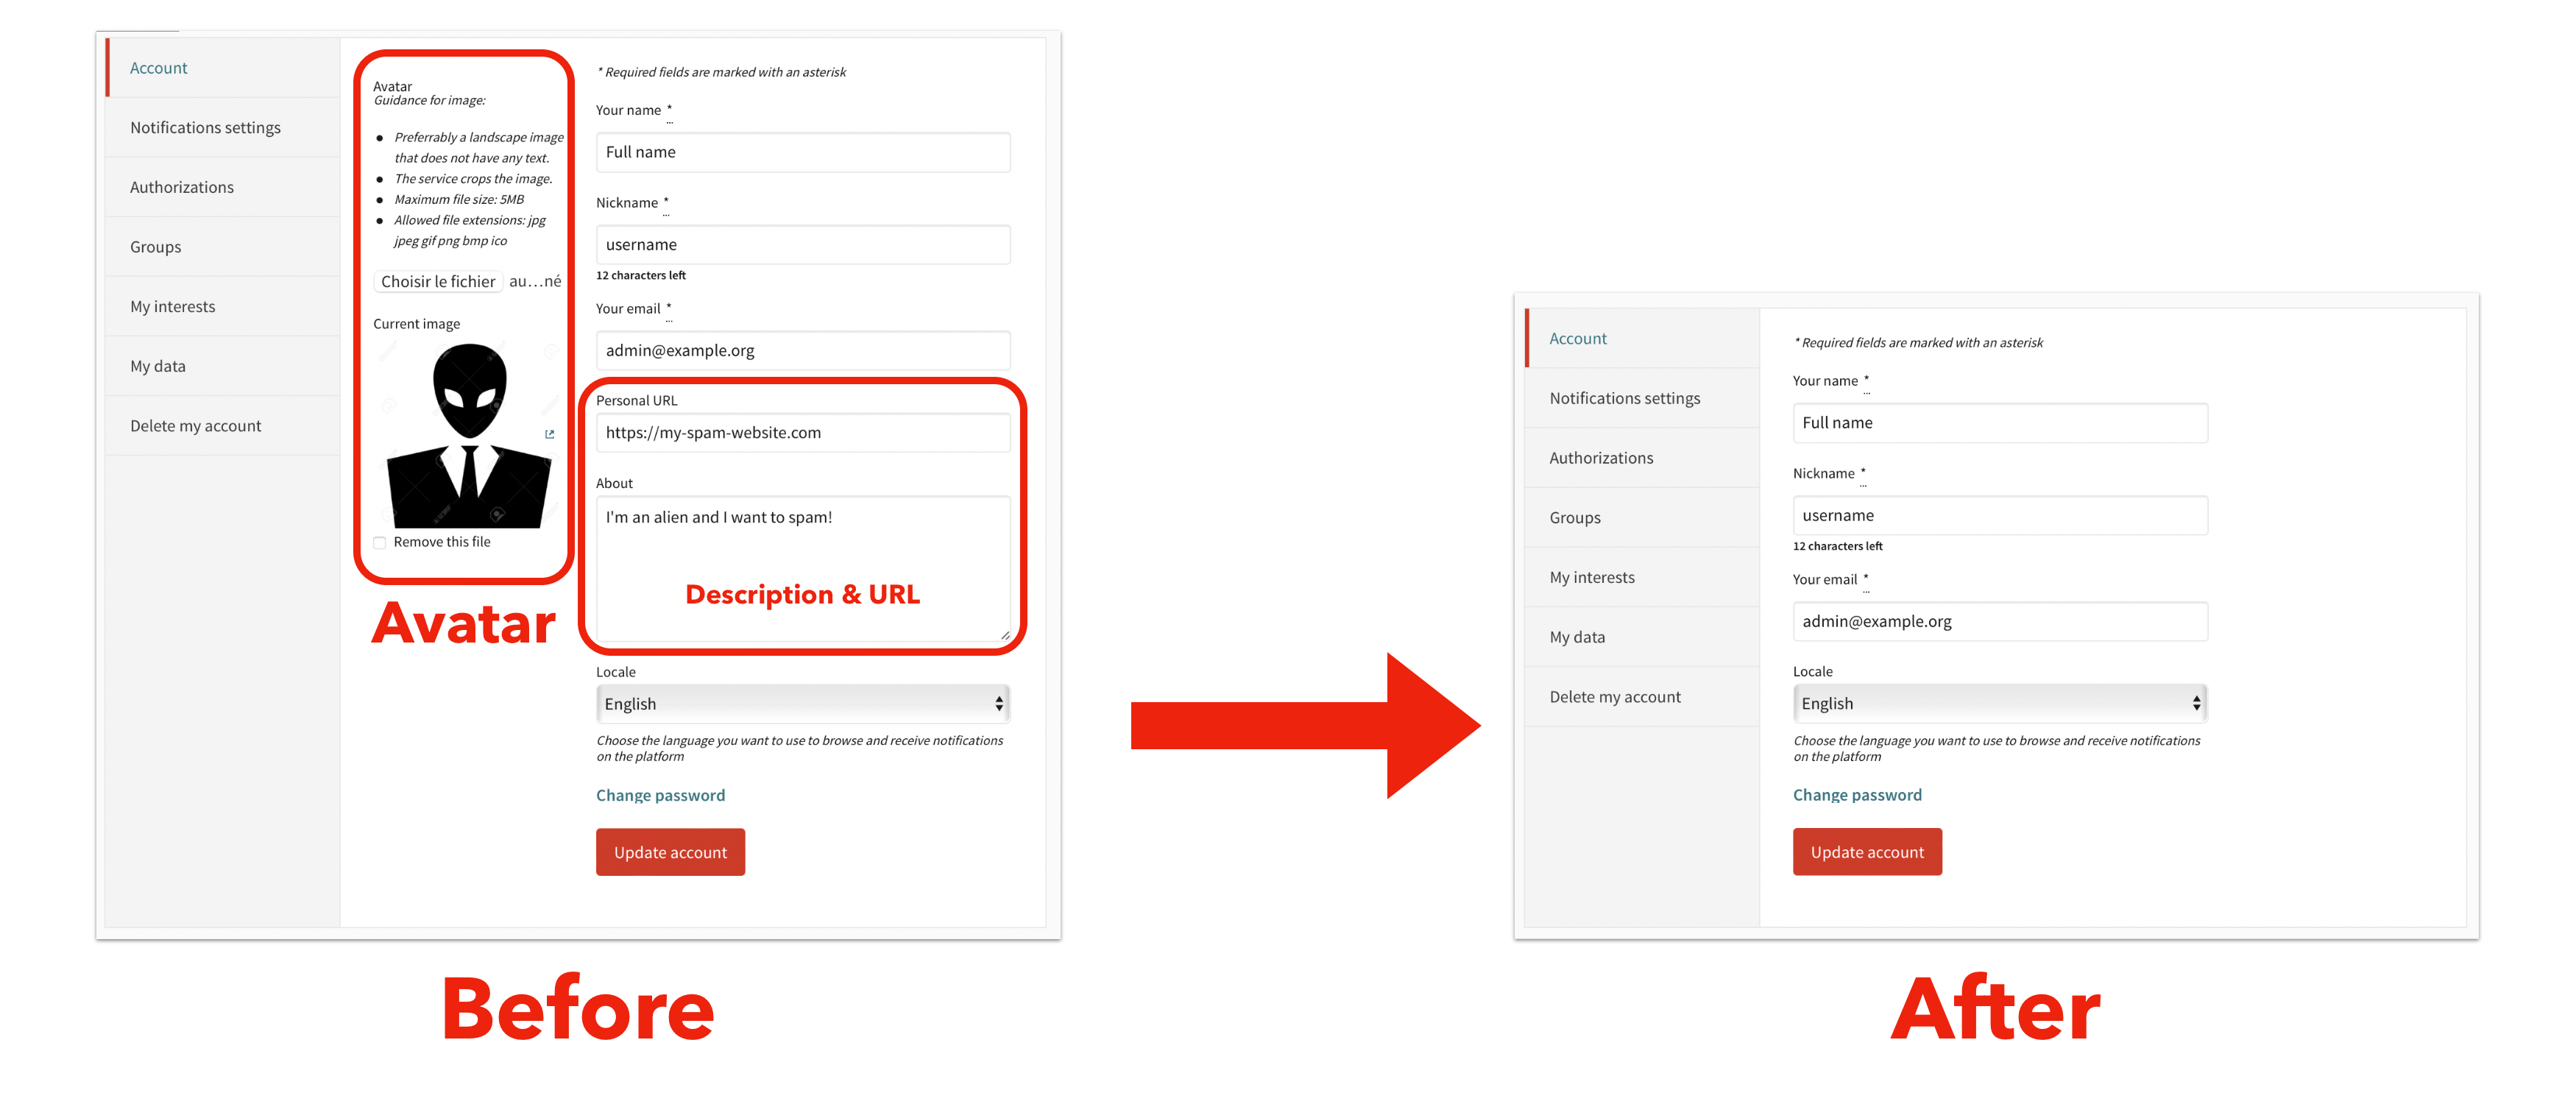 Account
Notifications settings
Authorizations
Groups
My interests
My data
Delete my account
Avatar
Guidance for image:
Preferrably a landscape image
that does not have any text.
The service crops the image.
Maximum file size: 5MB
Allowed file extensions: jpg
jpeg gif png bmp ico
Choisir le fichier au...né
Current image
Remove this file
Avatar
* Required fields are marked with an asterisk
Your name *
Full name
Nickname *
username
12 characters left
Your email *
admin@example.org
Personal URL
https://my-spam-website.com
About
I'm an alien and I want to spam!
Description & URL
Locale
English
Choose the language you want to use to browse and receive notifications
on the platform
Change password
Update account
Before
Account
Notifications settings
Authorizations
Groups
My interests
My data
Delete my account
* Required fields are marked with an asterisk
Your name *
Full name
Nickname *
username
12 characters left
Your email *
admin@example.org
Locale
English
Choose the language you want to use to browse and receive notifications
on the platform
Change password
Update account
After